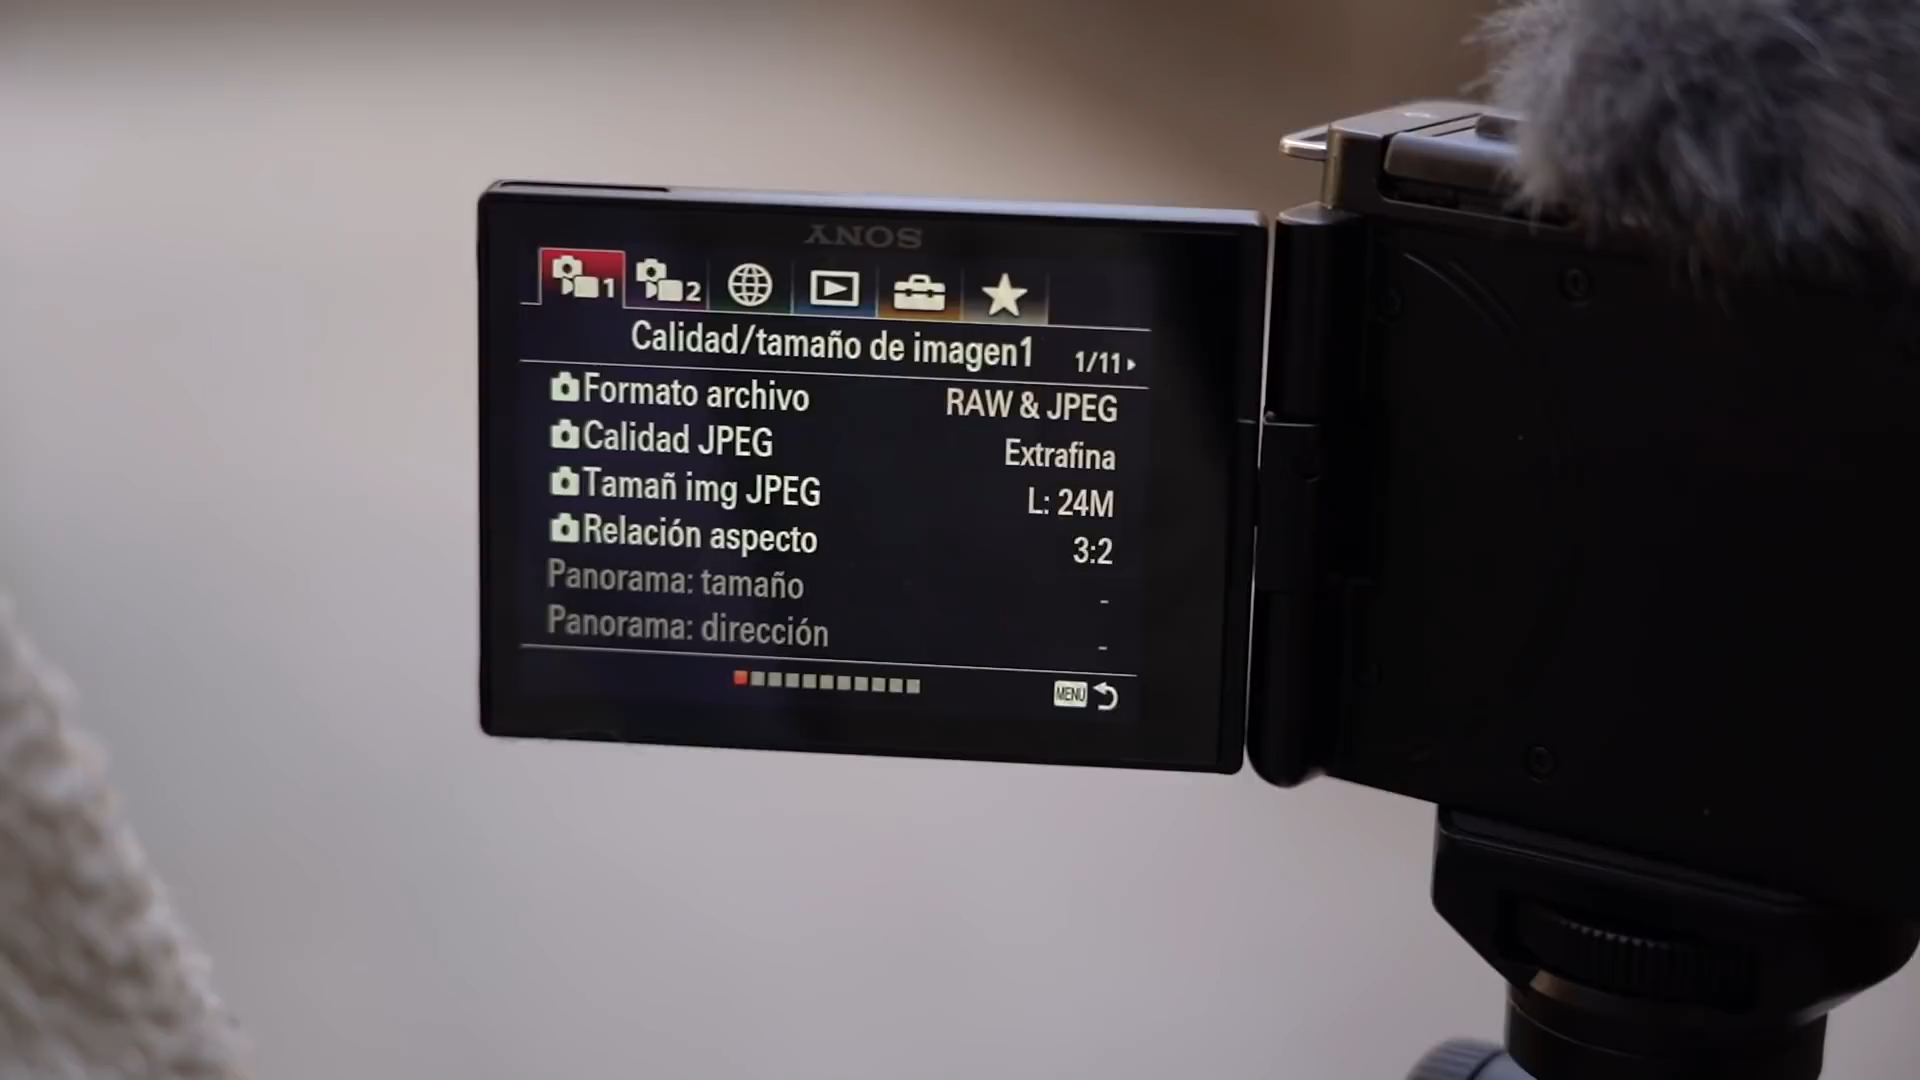 SONY
1 2
Calidad/tamaño de imagen1 1/11
Formato archivo RAW & JPEG
Calidad JPEG Extrafina
Tamañ img JPEG L: 24M
Relación aspecto 3:2
Panorama: tamaño -
Panorama: dirección -
MENU